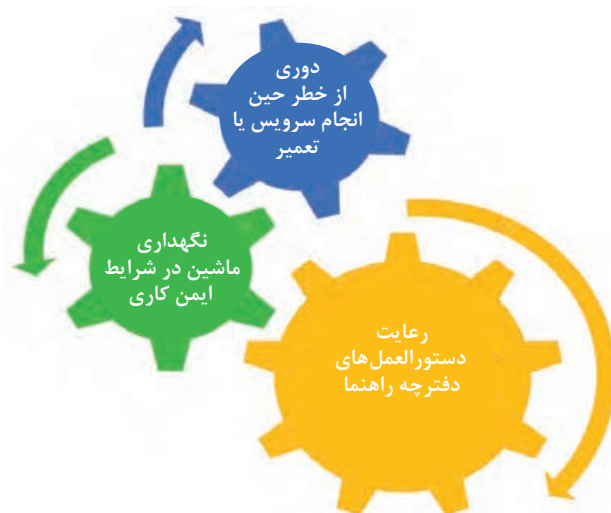 دوری
از خطر حین
انجام سرویس یا
تعمیر
نگهداری
ماشین در شرایط
ایمن کاری
رعایت
دستورالعمل‌های
دفترچه راهنما